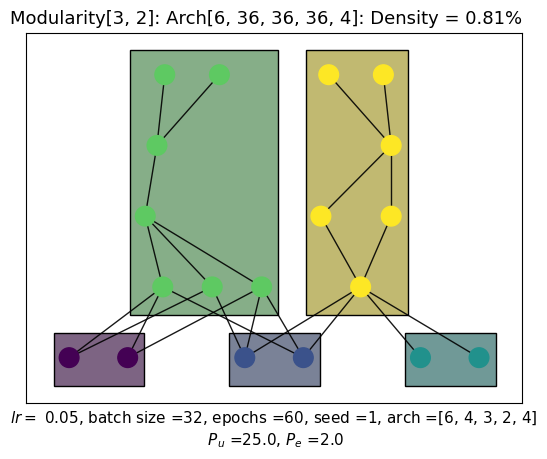 Modularity[3, 2]: Arch[6, 36, 36, 36, 4]: Density = 0.81%
lr = 0.05, batch size =32, epochs =60, seed =1, arch =[6, 4, 3, 2, 4]
P_u =25.0, P_e =2.0